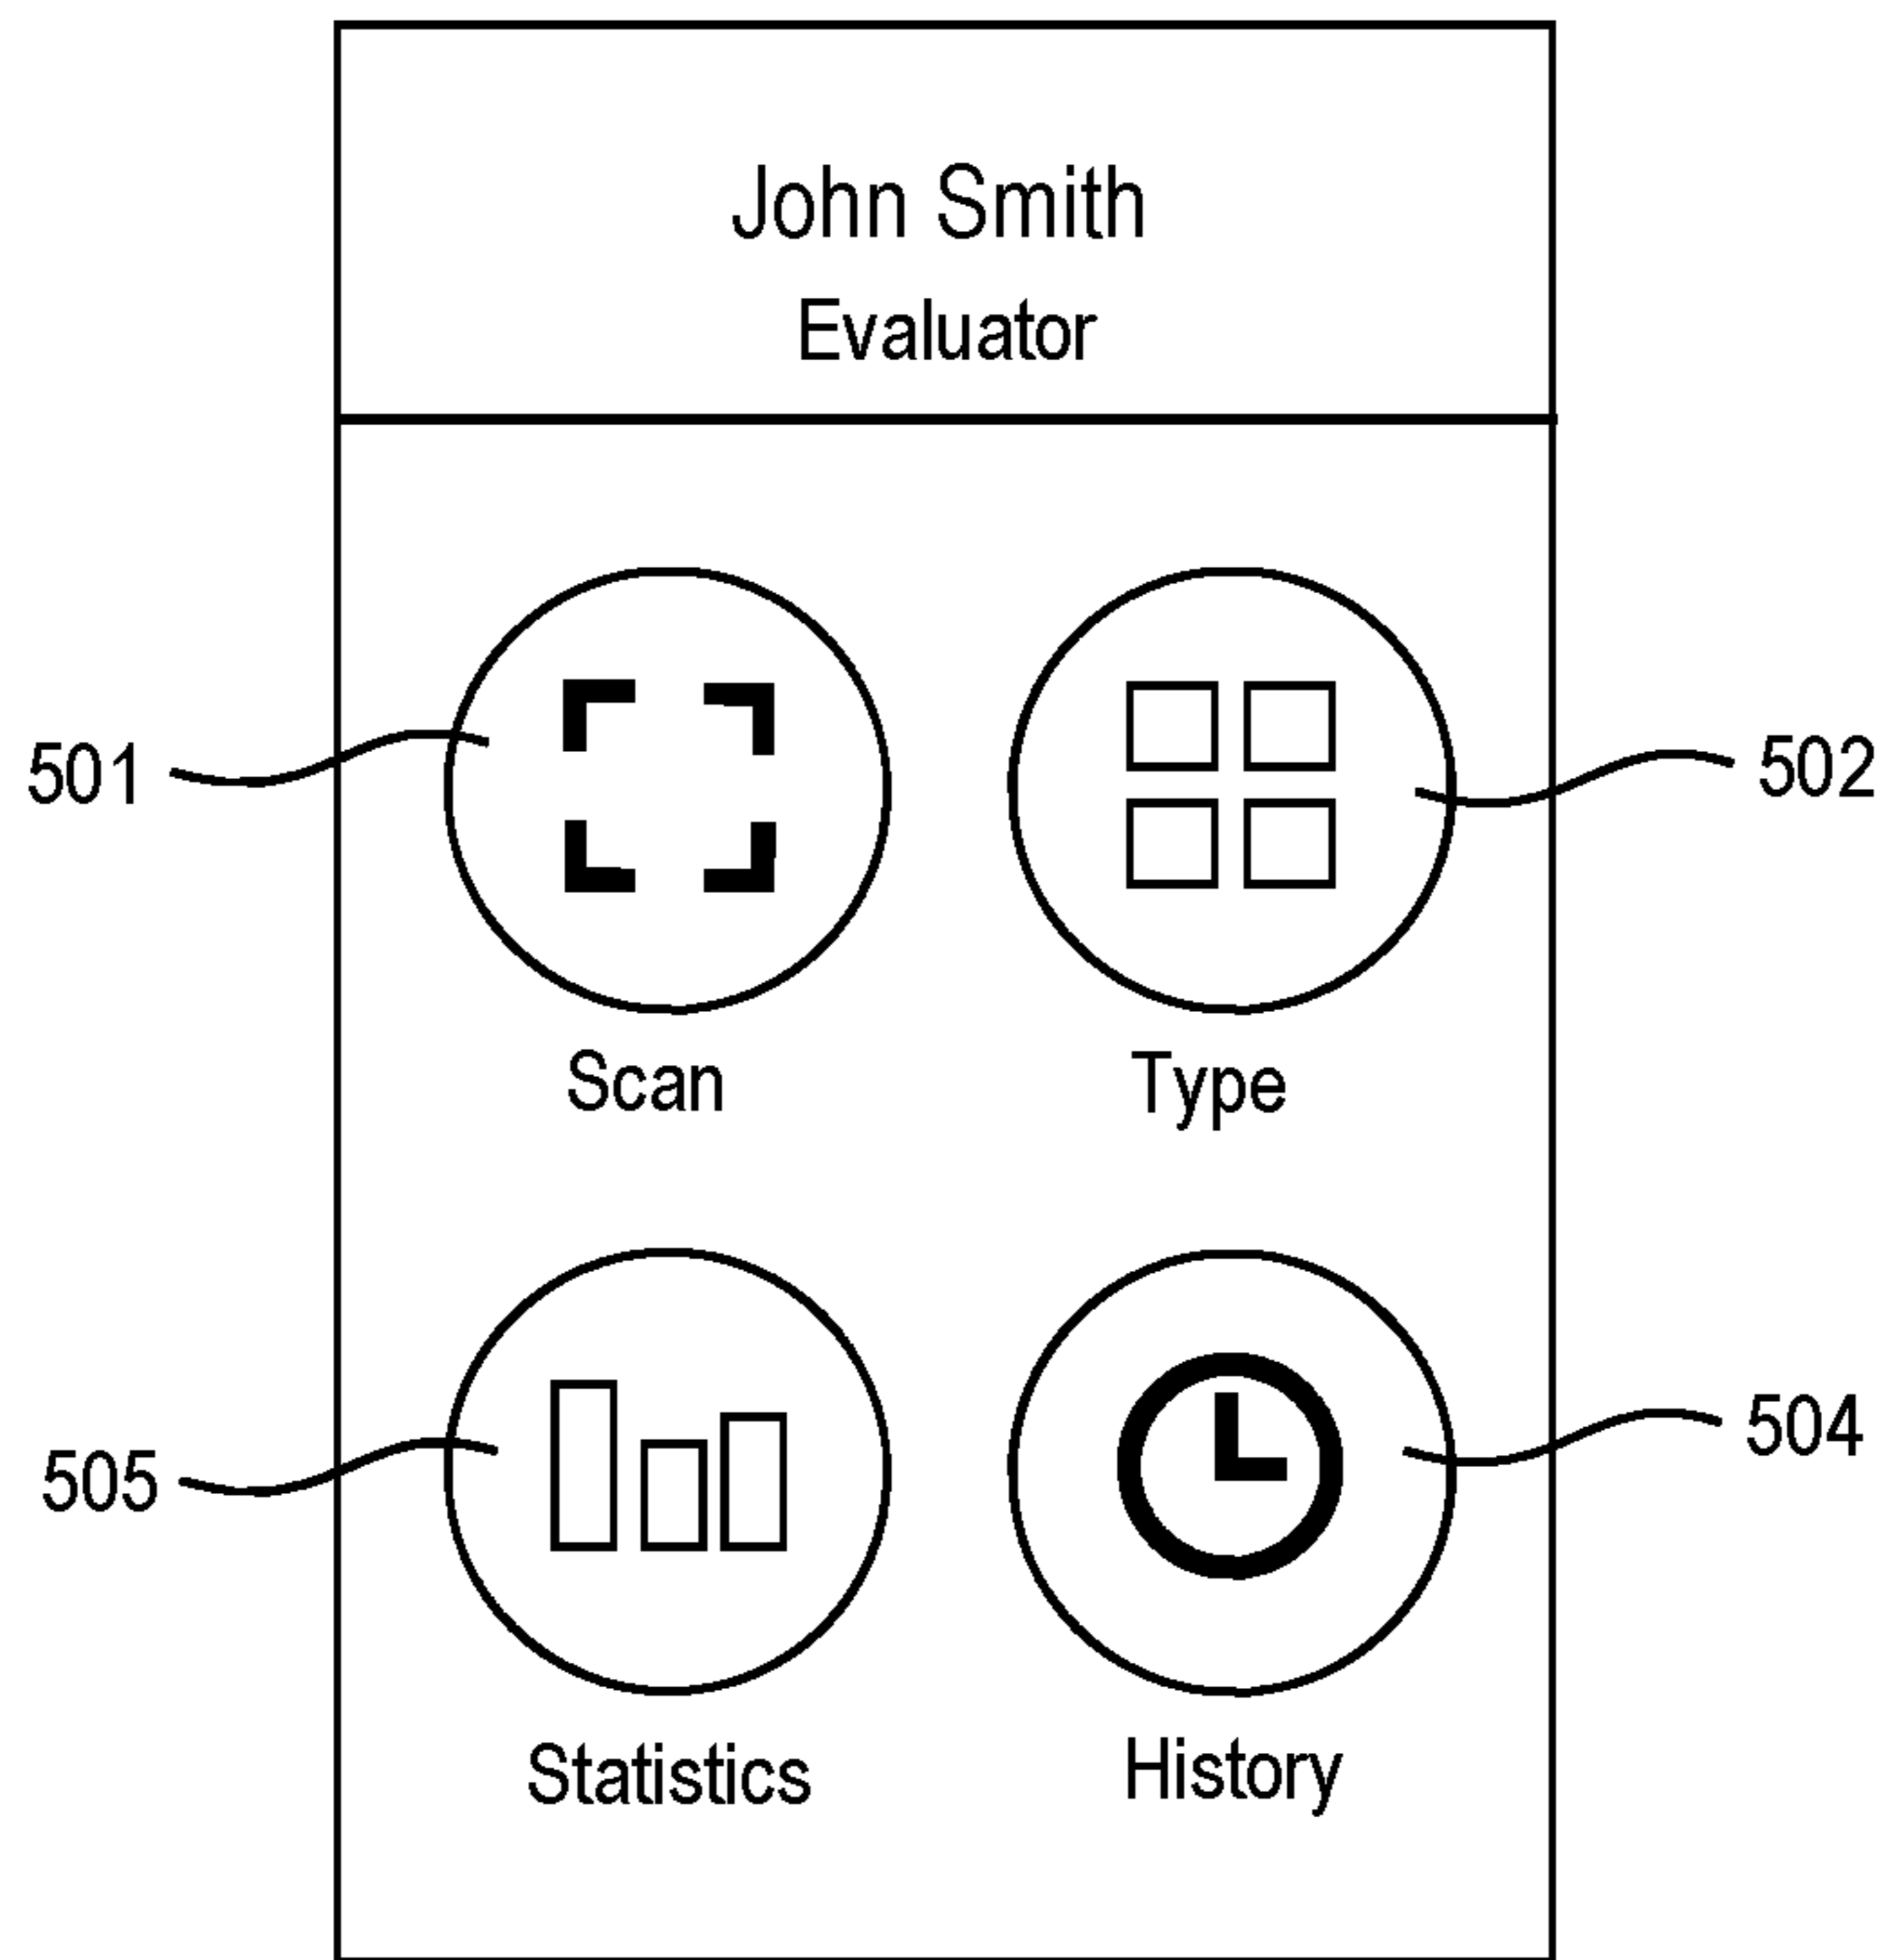 John Smith
Evaluator
501
502
Scan
Type
505
504
Statistics
History